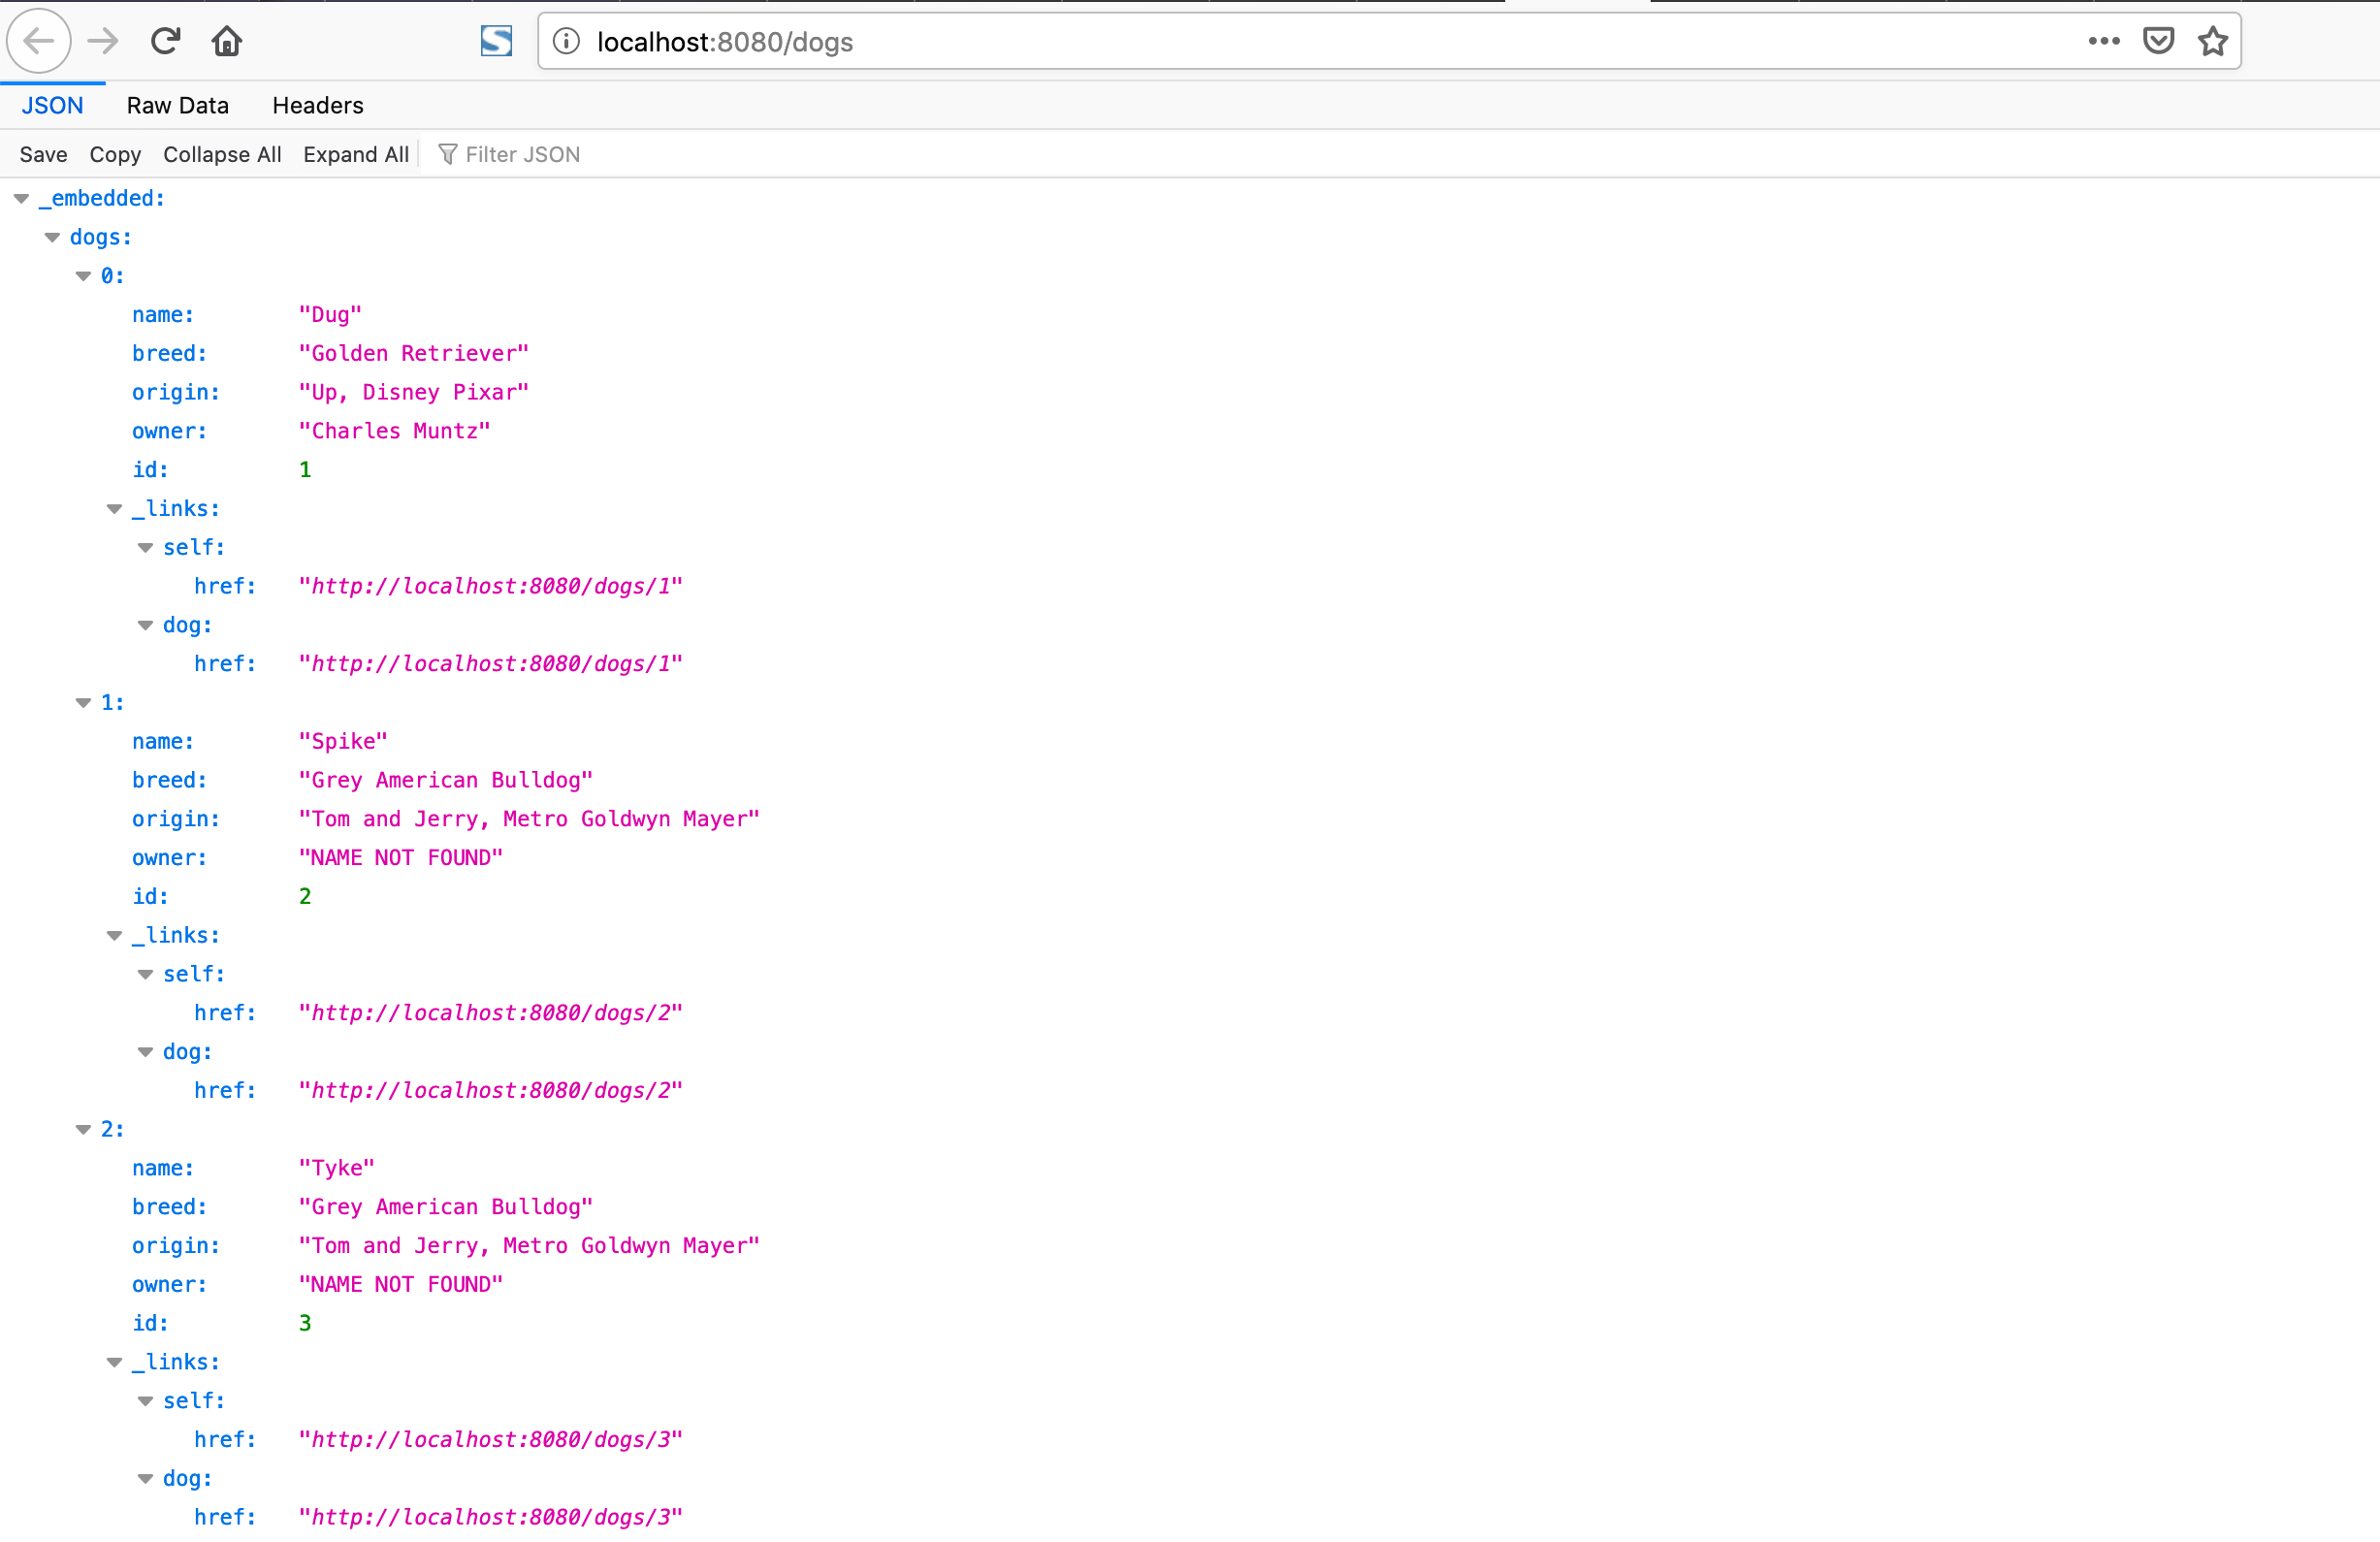 localhost:8080/dogs
JSON Raw Data Headers
Save Copy Collapse All Expand All Filter JSON
_embedded:
dogs:
0:
name: "Dug"
breed: "Golden Retriever"
origin: "Up, Disney Pixar"
owner: "Charles Muntz"
id: 1
_links:
self:
href: "http://localhost:8080/dogs/1"
dog:
href: "http://localhost:8080/dogs/1"
1:
name: "Spike"
breed: "Grey American Bulldog"
origin: "Tom and Jerry, Metro Goldwyn Mayer"
owner: "NAME NOT FOUND"
id: 2
_links:
self:
href: "http://localhost:8080/dogs/2"
dog:
href: "http://localhost:8080/dogs/2"
2:
name: "Tyke"
breed: "Grey American Bulldog"
origin: "Tom and Jerry, Metro Goldwyn Mayer"
owner: "NAME NOT FOUND"
id: 3
_links:
self:
href: "http://localhost:8080/dogs/3"
dog:
href: "http://localhost:8080/dogs/3"